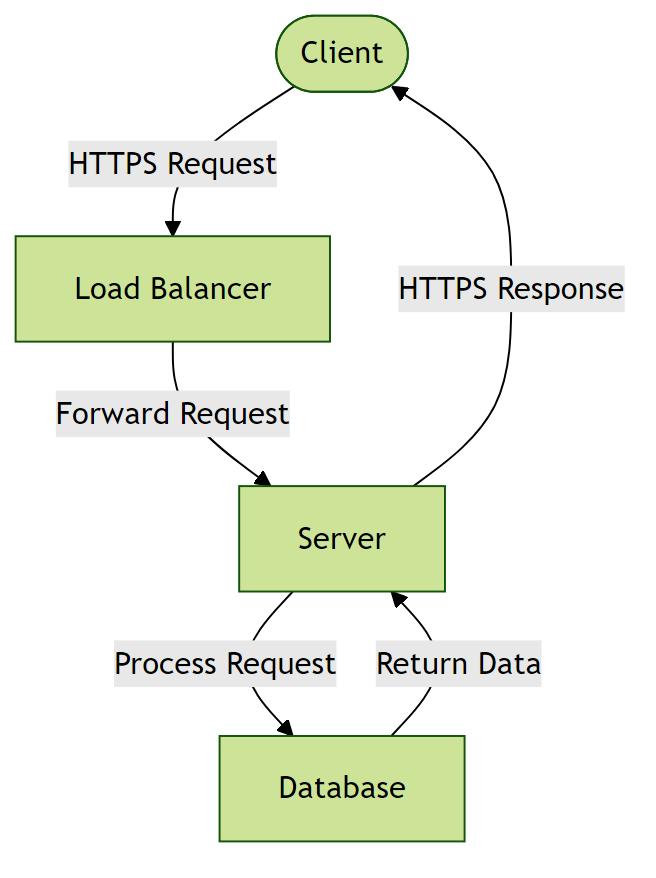 Client
HTTPS Request
Load Balancer
HTTPS Response
Forward Request
Server
Process Request
Return Data
Database